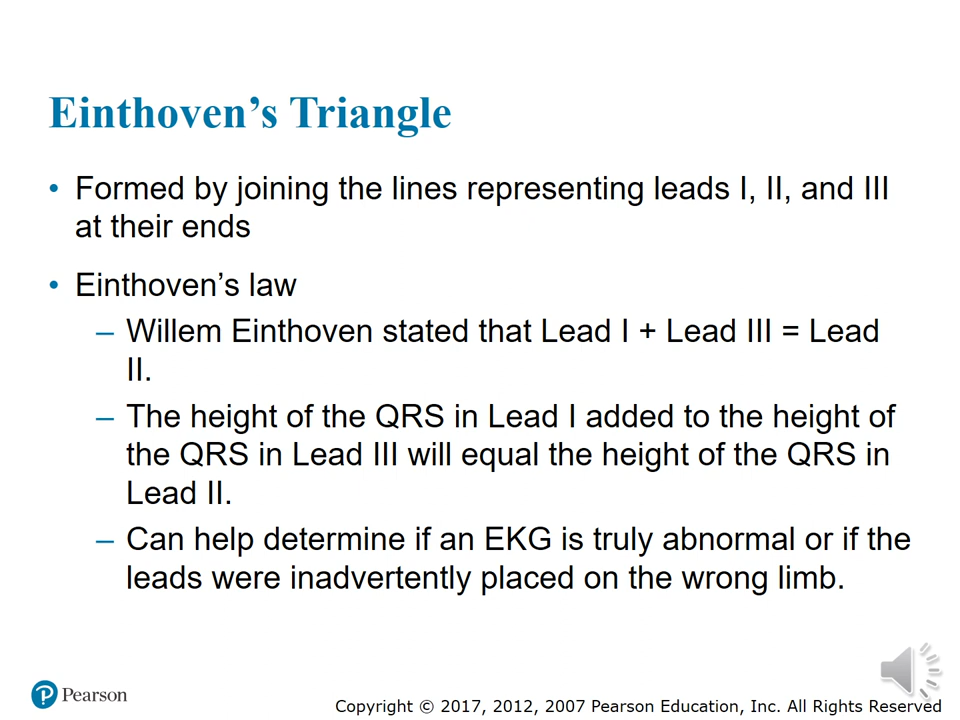 Einthoven’s Triangle
• Formed by joining the lines representing leads I, II, and III
at their ends
• Einthoven’s law
– Willem Einthoven stated that Lead I + Lead III = Lead
II.
– The height of the QRS in Lead I added to the height of
the QRS in Lead III will equal the height of the QRS in
Lead II.
– Can help determine if an EKG is truly abnormal or if the
leads were inadvertently placed on the wrong limb.
Pearson
Copyright © 2017, 2012, 2007 Pearson Education, Inc. All Rights Reserved